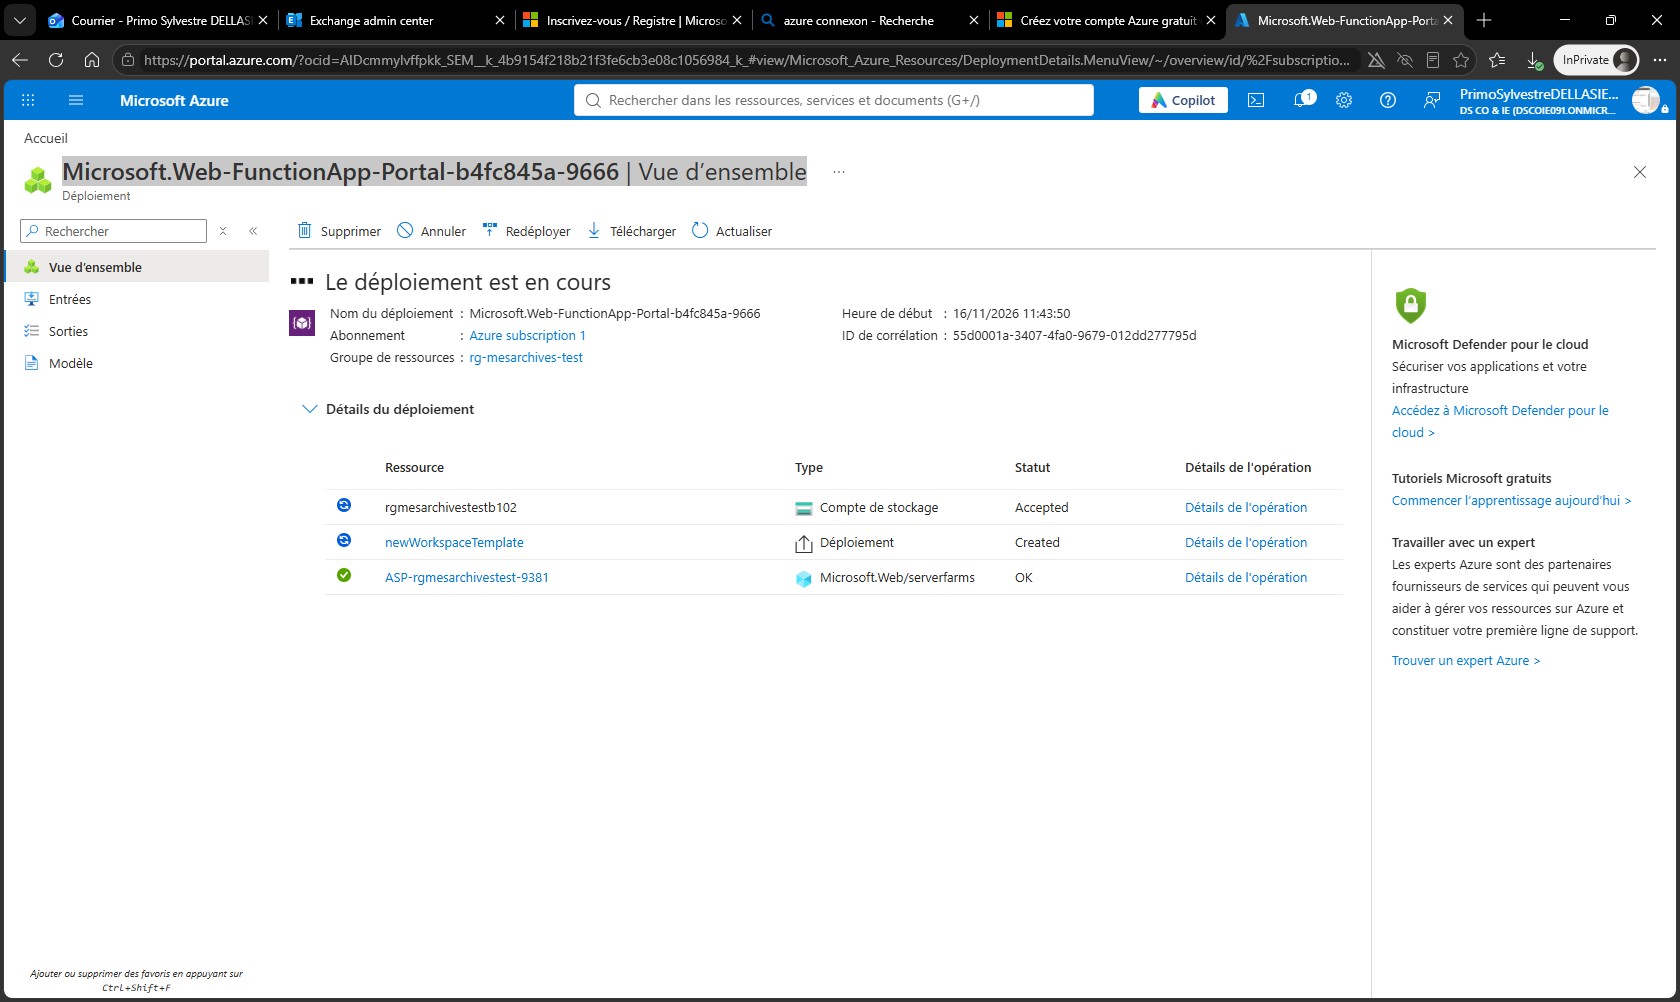 Courrier - Primo Sylvestre DELLAS
Exchange admin center
Inscrivez-vous / Registre | Microso
azure connexon - Recherche
Créez votre compte Azure gratuit
Microsoft.Web-FunctionApp-Porta
https://portal.azure.com/?ocid=AIDcmmylvffpkk_SEM__k_4b9154f218b21f3fe6cb3e08c1056984_k_#view/Microsoft_Azure_Resources/DeploymentDetails.MenuView/~/overview/id/%2Fsubscriptio...
InPrivate
Microsoft Azure
Rechercher dans les ressources, services et documents (G+/)
Copilot
1
PrimoSylvestreDELLASIE...
DS CO & IE (DSCOIE091.ONMICR...
Accueil
Microsoft.Web-FunctionApp-Portal-b4fc845a-9666 | Vue d’ensemble ...
Déploiement
Rechercher
Supprimer
Annuler
Redéployer
Télécharger
Actualiser
Vue d’ensemble
Entrées
Sorties
Modèle
Le déploiement est en cours
Nom du déploiement : Microsoft.Web-FunctionApp-Portal-b4fc845a-9666
Abonnement : Azure subscription 1
Groupe de ressources : rg-mesarchives-test
Heure de début : 16/11/2026 11:43:50
ID de corrélation : 55d0001a-3407-4fa0-9679-012dd277795d
Détails du déploiement
Ressource Type Statut Détails de l'opération
rgmesarchivestestb102 Compte de stockage Accepted Détails de l'opération
newWorkspaceTemplate Déploiement Created Détails de l'opération
ASP-rgmesarchivestest-9381 Microsoft.Web/serverfarms OK Détails de l'opération
Microsoft Defender pour le cloud
Sécuriser vos applications et votre
infrastructure
Accédez à Microsoft Defender pour le
cloud >
Tutoriels Microsoft gratuits
Commencer l’apprentissage aujourd’hui >
Travailler avec un expert
Les experts Azure sont des partenaires
fournisseurs de services qui peuvent vous
aider à gérer vos ressources sur Azure et
constituer votre première ligne de support.
Trouver un expert Azure >
Ajouter ou supprimer des favoris en appuyant sur
Ctrl+Shift+F